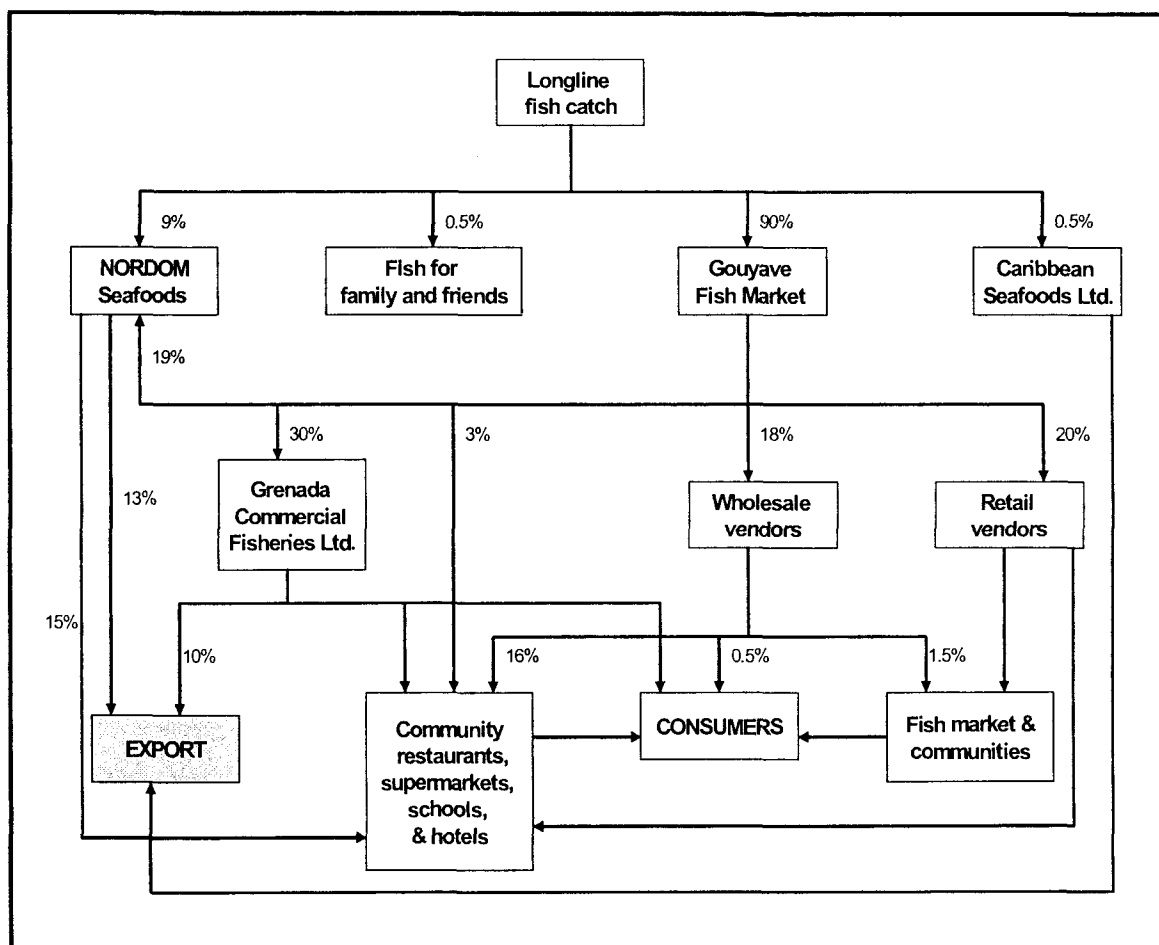 Longline
fish catch
9%
0.5%
90%
0.5%
NORDOM
Seafoods
Fish for
family and friends
Gouyave
Fish Market
Caribbean
Seafoods Ltd.
19%
30%
3%
18%
20%
Grenada
Commercial
Fisheries Ltd.
13%
Wholesale
vendors
Retail
vendors
15%
10%
16%
0.5%
1.5%
EXPORT
Community
restaurants,
supermarkets,
schools,
& hotels
CONSUMERS
Fish market &
communities